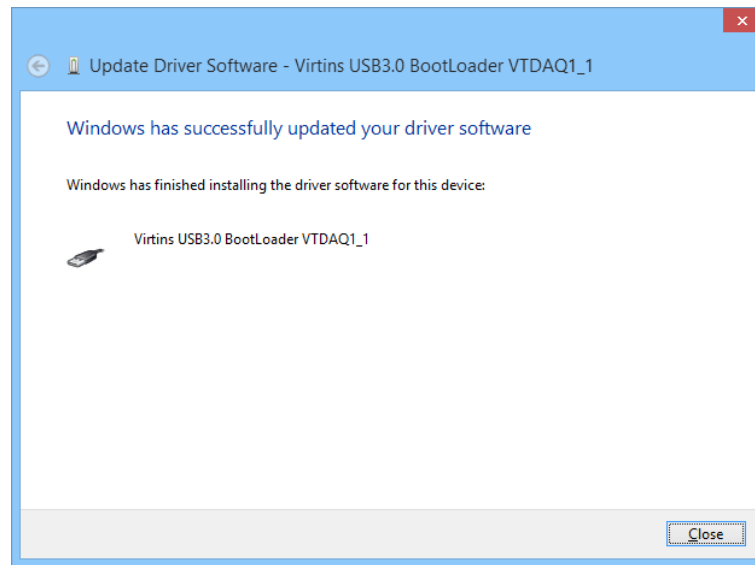 Update Driver Software - Virtins USB3.0 BootLoader VTDAQ1_1
Windows has successfully updated your driver software
Windows has finished installing the driver software for this device:
Virtins USB3.0 BootLoader VTDAQ1_1
Close